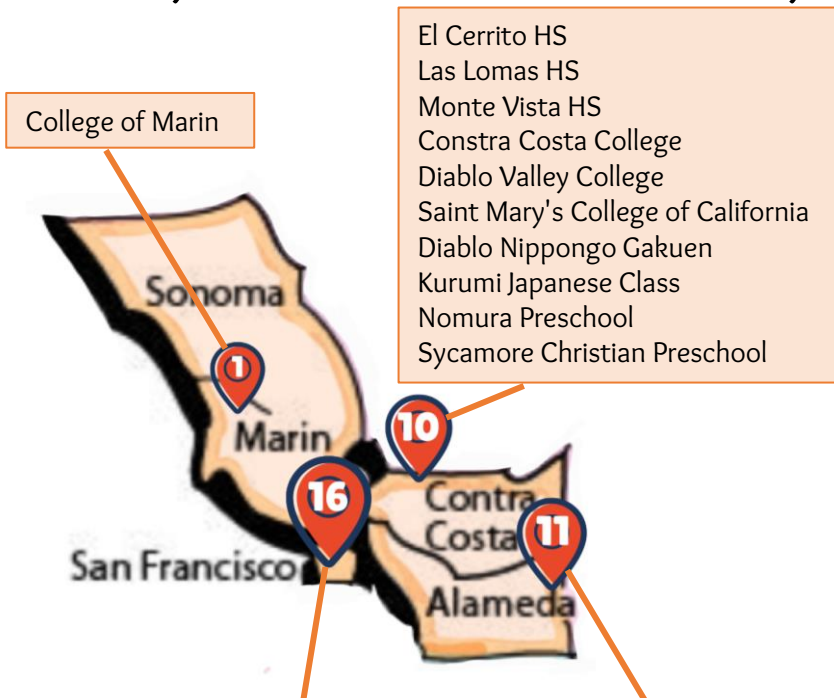 El Cerrito HS
Las Lomas HS
Monte Vista HS
Constra Costa College
Diablo Valley College
Saint Mary's College of California
Diablo Nippongo Gakuen
Kurumi Japanese Class
Nomura Preschool
Sycamore Christian Preschool
College of Marin
Sonoma
1
Marin
10
16
Contra
Costa
11
San Francisco
Alameda